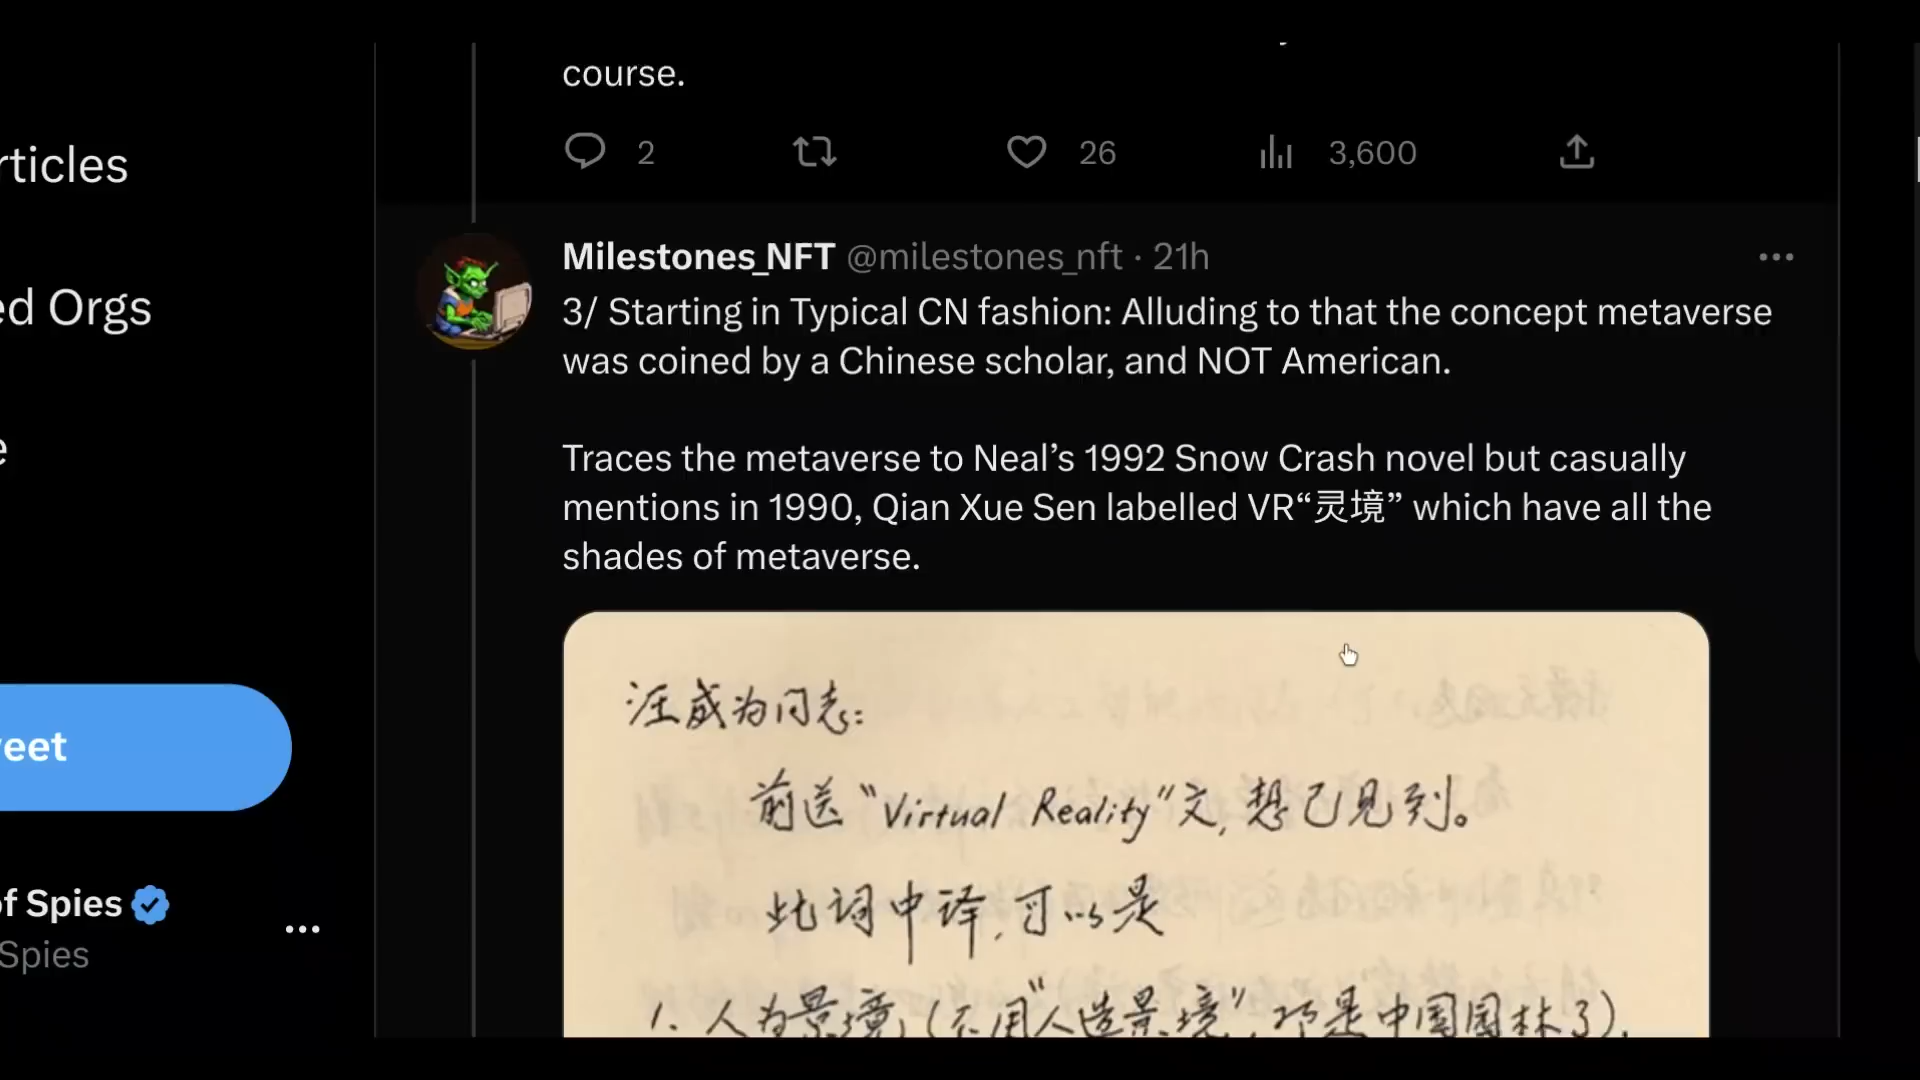 course.
2
26
3,600
rticles
ed Orgs
e
Milestones_NFT @milestones_nft · 21h
3/ Starting in Typical CN fashion: Alluding to that the concept metaverse
was coined by a Chinese scholar, and NOT American.
Traces the metaverse to Neal’s 1992 Snow Crash novel but casually
mentions in 1990, Qian Xue Sen labelled VR“灵境” which have all the
shades of metaverse.
汪成为同志:
前送“Virtual Reality”文,想已见到。
此词中译,可以是
1. 人为景境(不用“人造景境”,那是中国园林了),
weet
of Spies
Spies